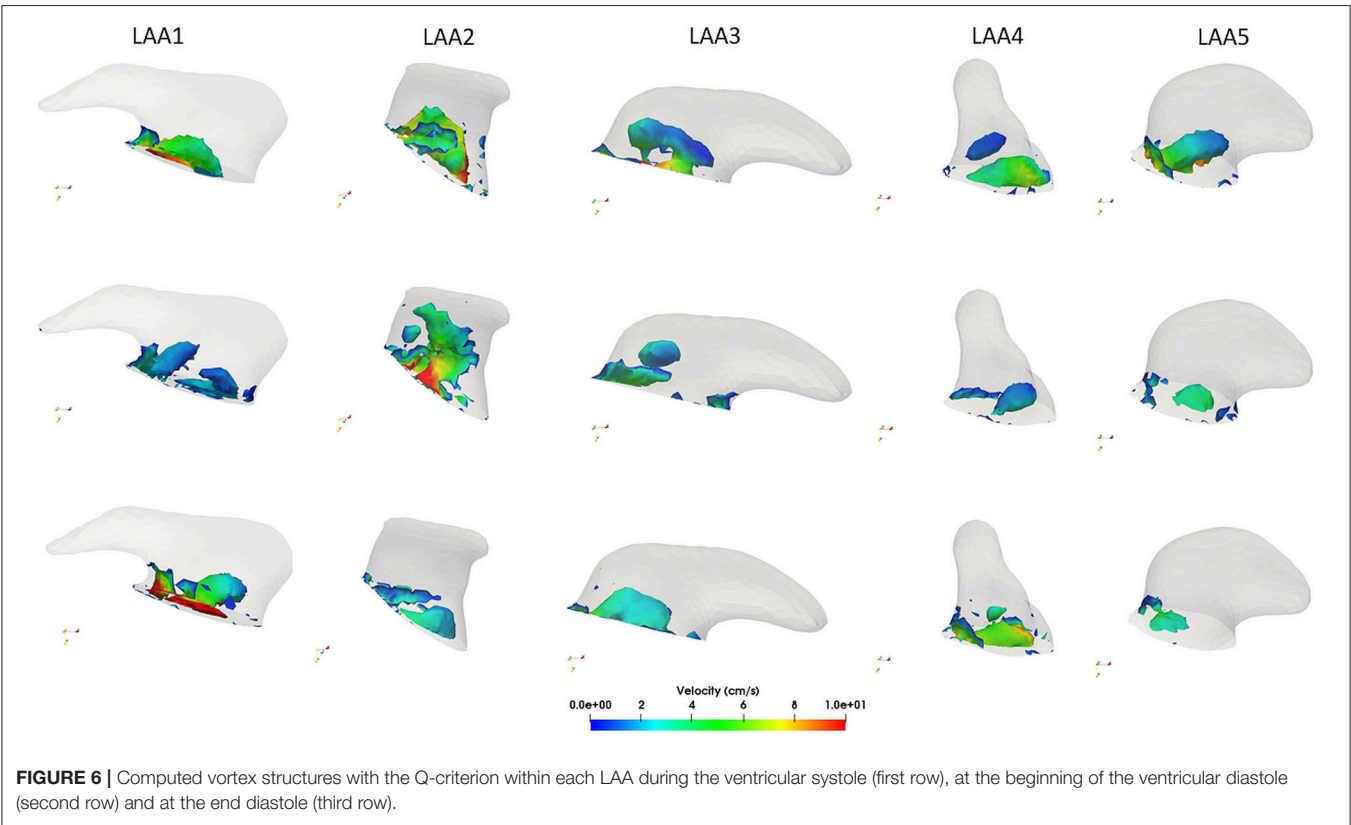 LAA1 LAA2 LAA3 LAA4 LAA5
Velocity (cm/s)
0.0e+00 2 4 6 8 1.0e+01
FIGURE 6 | Computed vortex structures with the Q-criterion within each LAA during the ventricular systole (first row), at the beginning of the ventricular diastole
(second row) and at the end diastole (third row).